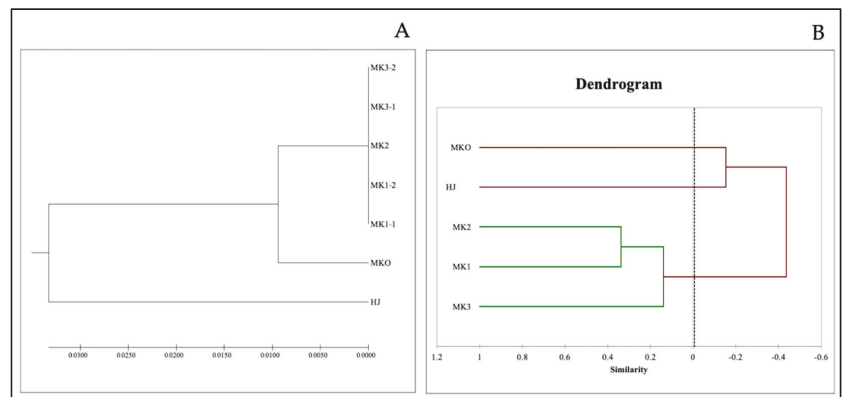 A
MK3-2
MK3-1
MK2
MK1-2
MK1-1
MKO
HJ
0.0300 0.0250 0.0200 0.0150 0.0100 0.0050 0.0000
B
Dendrogram
MKO
HJ
MK2
MK1
MK3
1.2 1 0.8 0.6 0.4 0.2 0 -0.2 -0.4 -0.6
Similarity